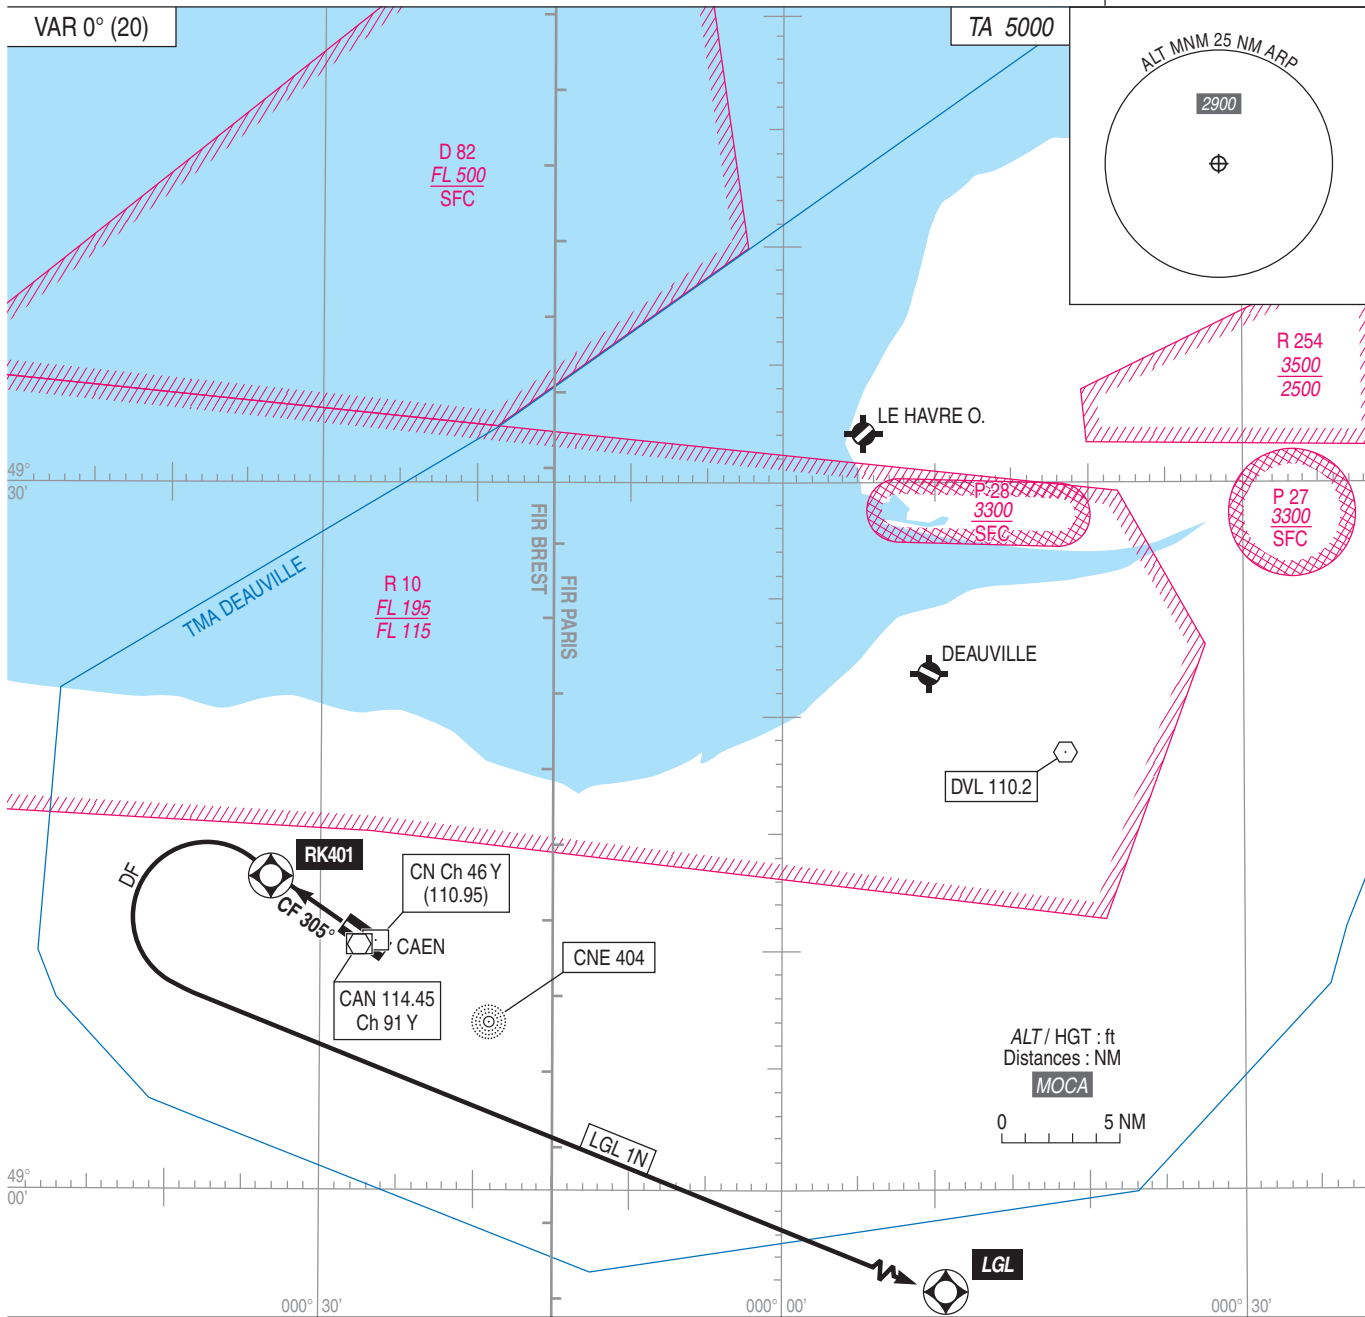 VAR 0° (20)
TA 5000
ALT MNM 25 NM ARP
2900
D 82
FL 500
SFC
R 254
3500
2500
LE HAVRE O.
49°
30'
P 28
3300
SFC
P 27
3300
SFC
FIR BREST
FIR PARIS
TMA DEAUVILLE
R 10
FL 195
FL 115
DEAUVILLE
DVL 110.2
RK401
DF
CF 305°
CN Ch 46 Y
(110.95)
CAEN
CNE 404
CAN 114.45
Ch 91 Y
ALT / HGT : ft
Distances : NM
MOCA
0 5 NM
LGL 1N
49°
00'
LGL
000° 30'
000° 00'
000° 30'